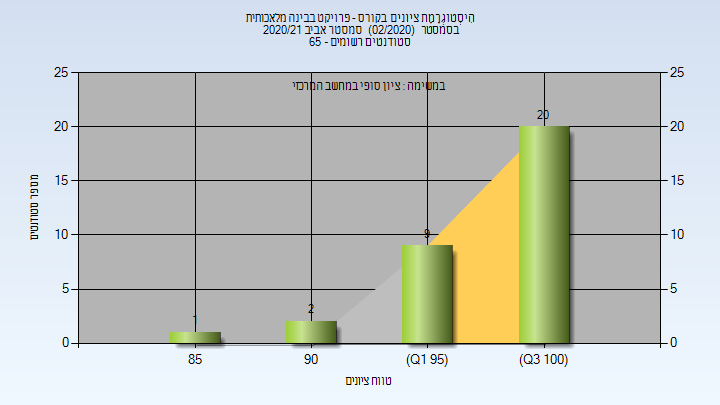 היסטוגרמת ציונים בקורס - פרויקט בבינה מלאכותית
בסמסטר (02/2020) סמסטר אביב 2020/21
סטודנטים רשומים - 65
במשימה : ציון סופי במחשב המרכזי
25 25
20 20
15 15
10 10
5 5
0 0
מספר סטודנטים
1
2
9
20
85 90 (Q1 95) (Q3 100)
טווח ציונים